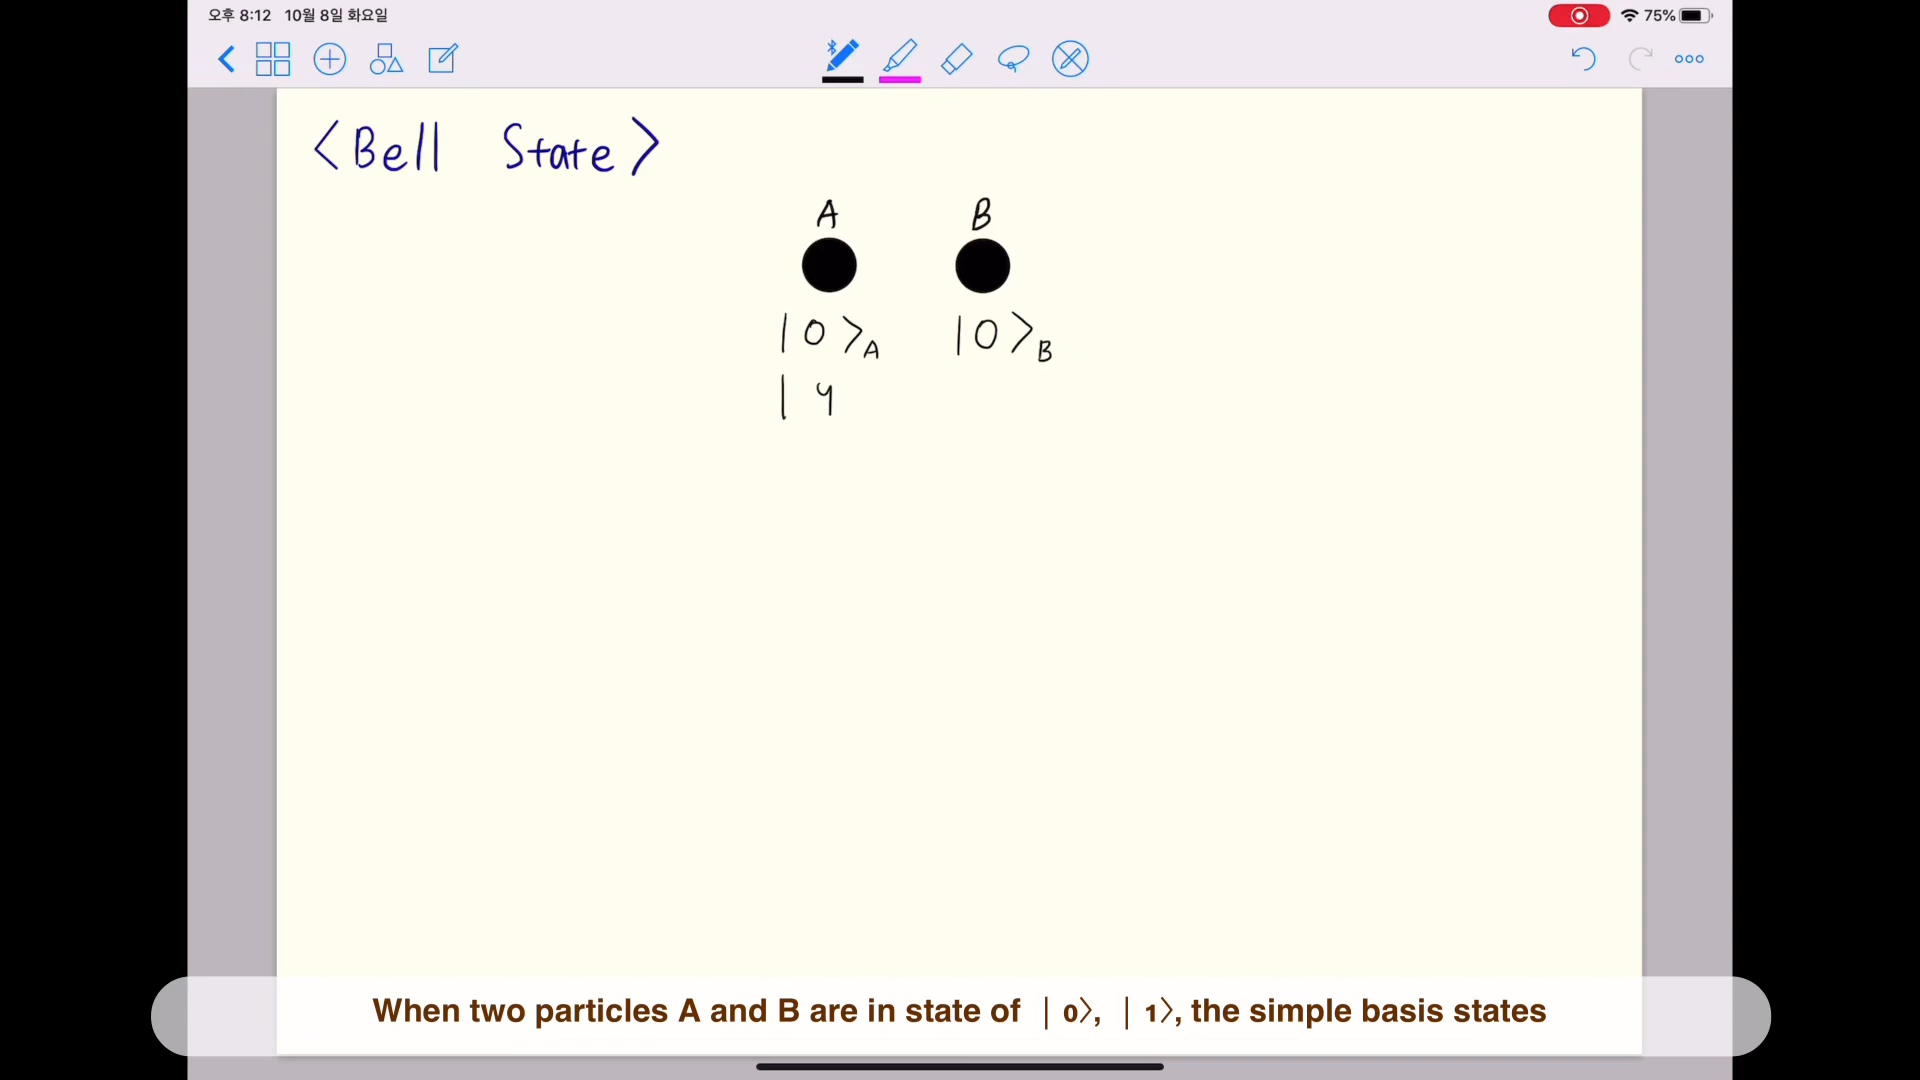 오후 8:12 10월 8일 화요일 75%
<Bell State>
A B
|0>A |0>B
| 4
When two particles A and B are in state of |0⟩, |1⟩, the simple basis states